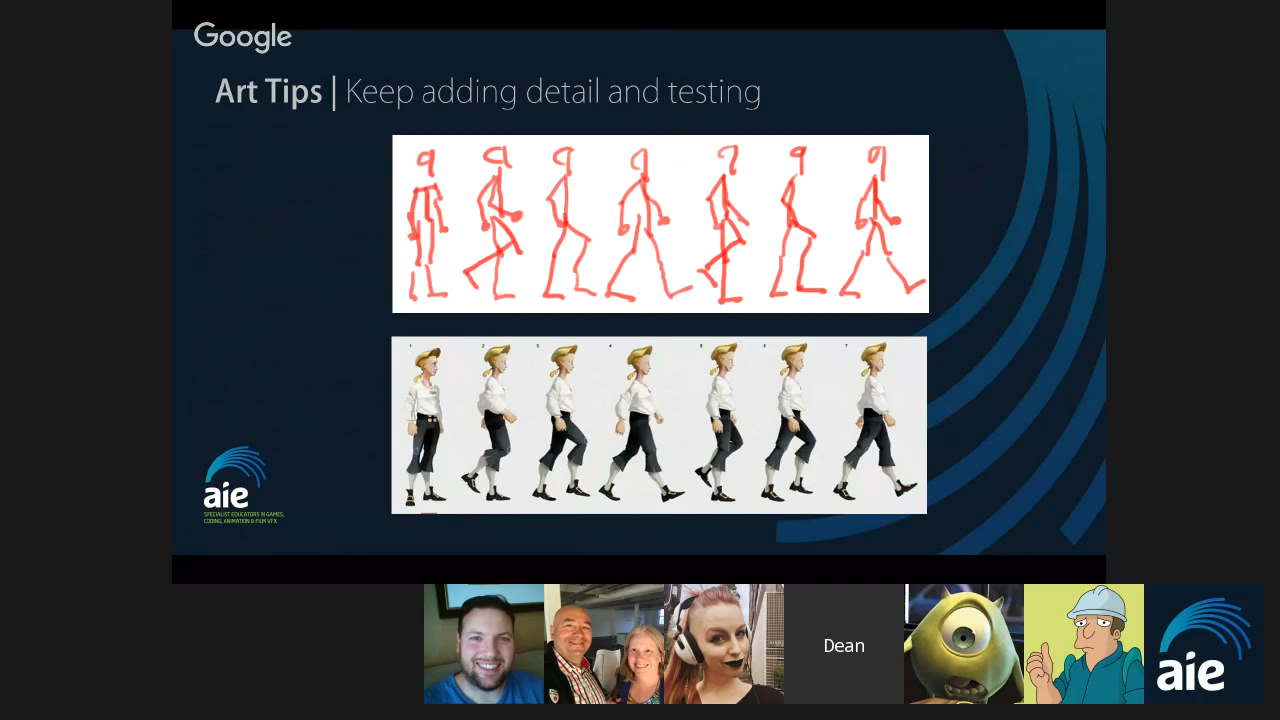 Google
Art Tips | Keep adding detail and testing
1 2 3 4 5 6 7
aie
SPECIALIST EDUCATORS IN GAMES,
CODING, ANIMATION & FILM VFX
Dean
aie